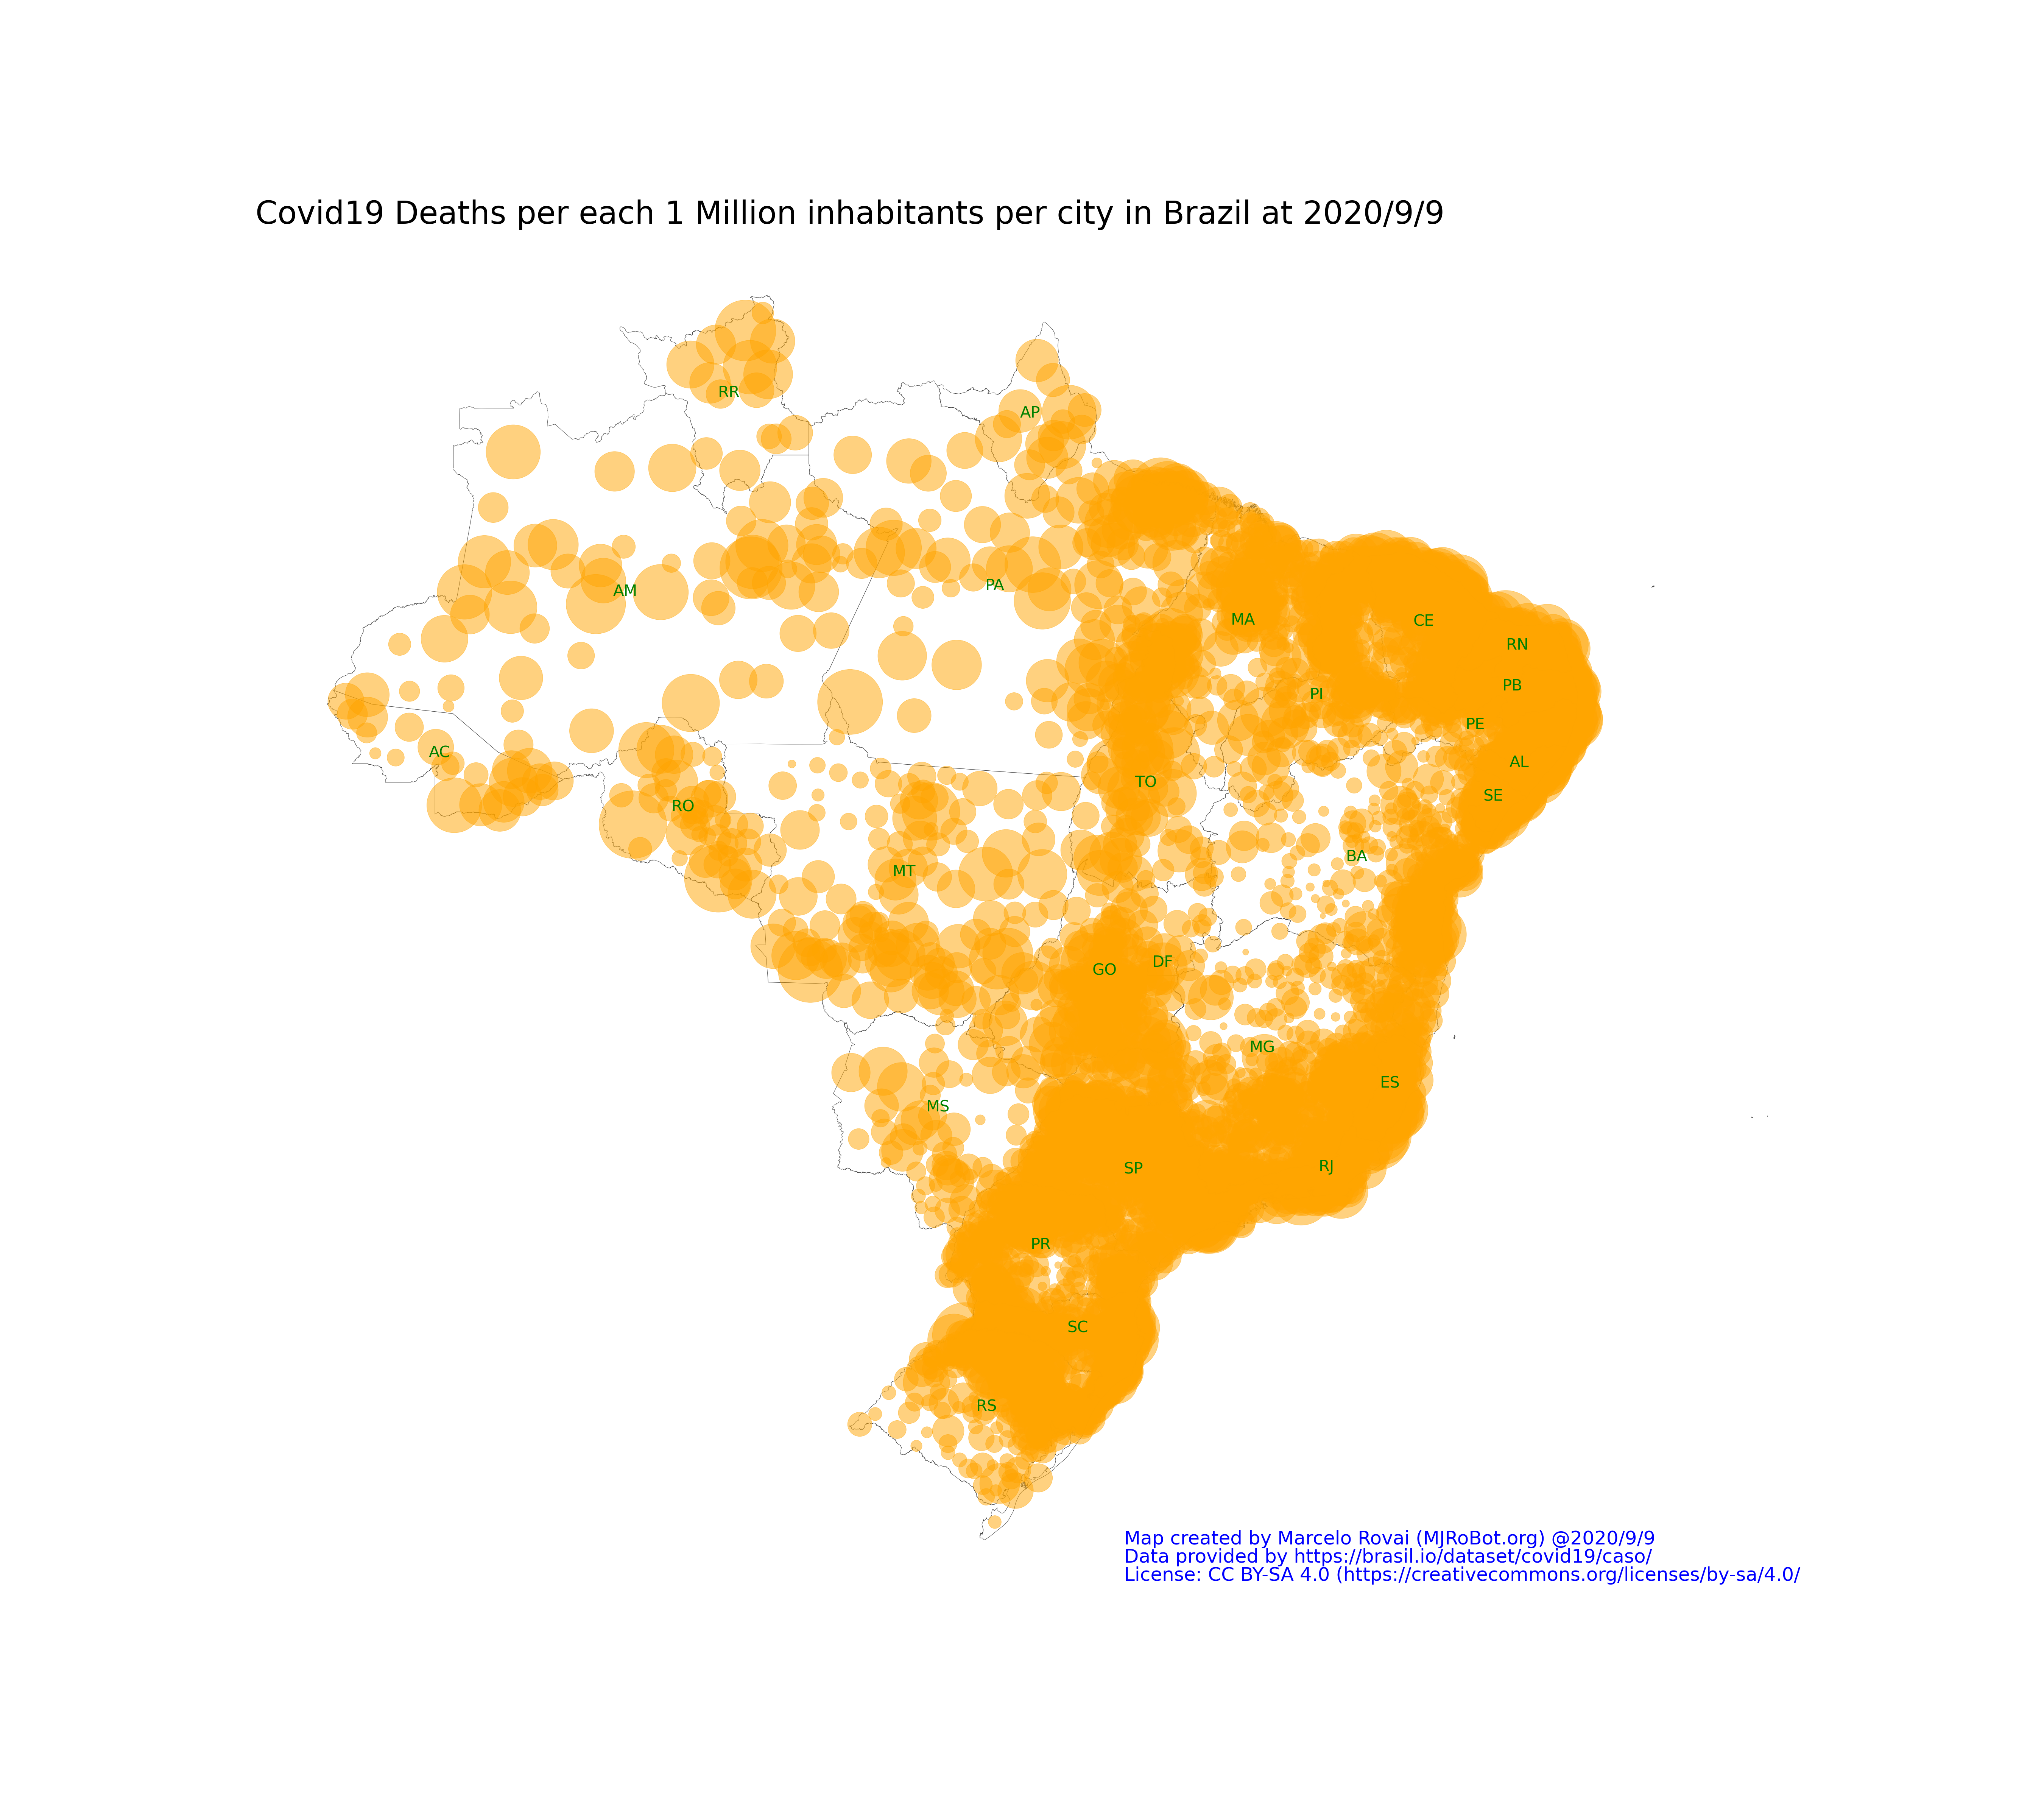 Covid19 Deaths per each 1 Million inhabitants per city in Brazil at 2020/9/9
RR
AP
AM
PA
MA
CE
RN
PB
PI
PE
AC
AL
TO
SE
RO
BA
MT
DF
GO
MG
ES
MS
RJ
SP
PR
SC
RS
Map created by Marcelo Rovai (MJRoBot.org) @2020/9/9
Data provided by https://brasil.io/dataset/covid19/caso/
License: CC BY-SA 4.0 (https://creativecommons.org/licenses/by-sa/4.0/